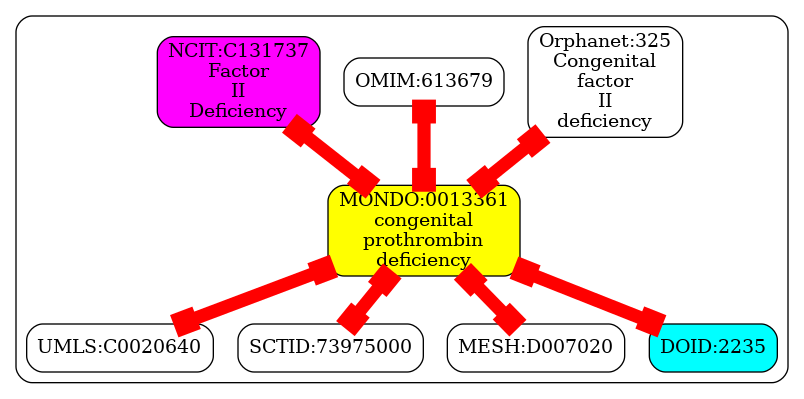 NCIT:C131737
Factor
II
Deficiency
OMIM:613679
Orphanet:325
Congenital
factor
II
deficiency
MONDO:0013361
congenital
prothrombin
deficiency
UMLS:C0020640
SCTID:73975000
MESH:D007020
DOID:2235